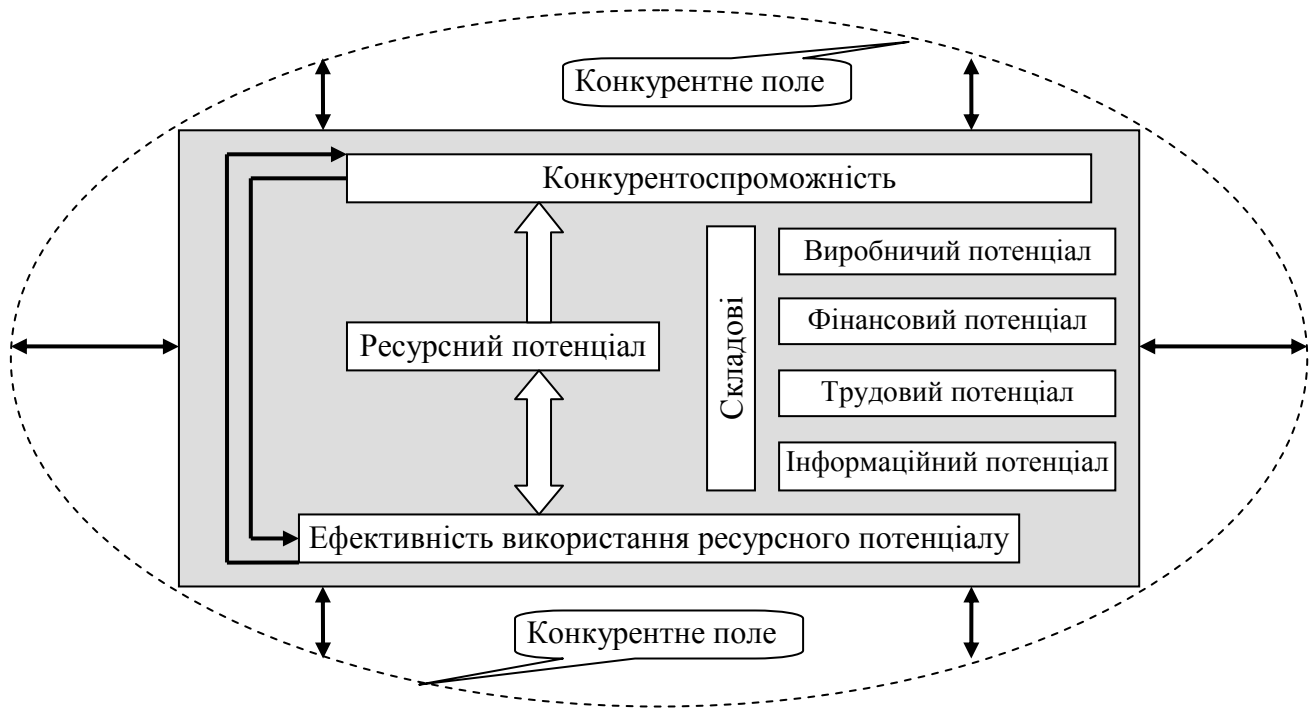 Конкурентне поле
Конкурентоспроможність
Виробничий потенціал
Фінансовий потенціал
Ресурсний потенціал
Складові
Трудовий потенціал
Інформаційний потенціал
Ефективність використання ресурсного потенціалу
Конкурентне поле